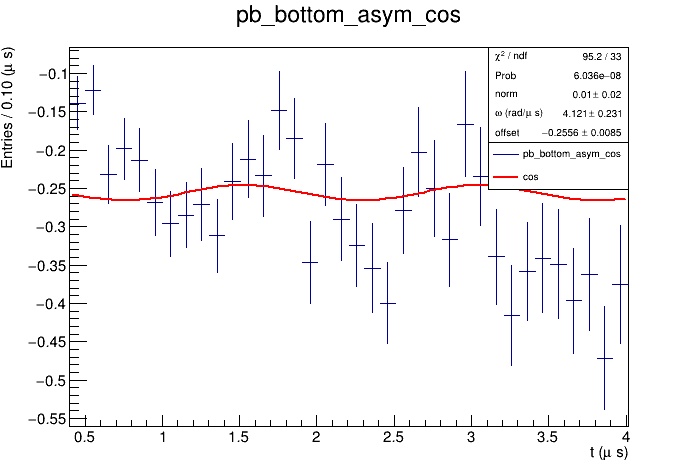 pb_bottom_asym_cos
χ² / ndf 95.2 / 33
Prob 6.036e−08
norm 0.01 ± 0.02
ω (rad/μ s) 4.121 ± 0.231
offset −0.2556 ± 0.0085
pb_bottom_asym_cos
cos
Entries / 0.10 (μ s)
−0.1
−0.15
−0.2
−0.25
−0.3
−0.35
−0.4
−0.45
−0.5
−0.55
0.5 1 1.5 2 2.5 3 3.5 4
t (μ s)